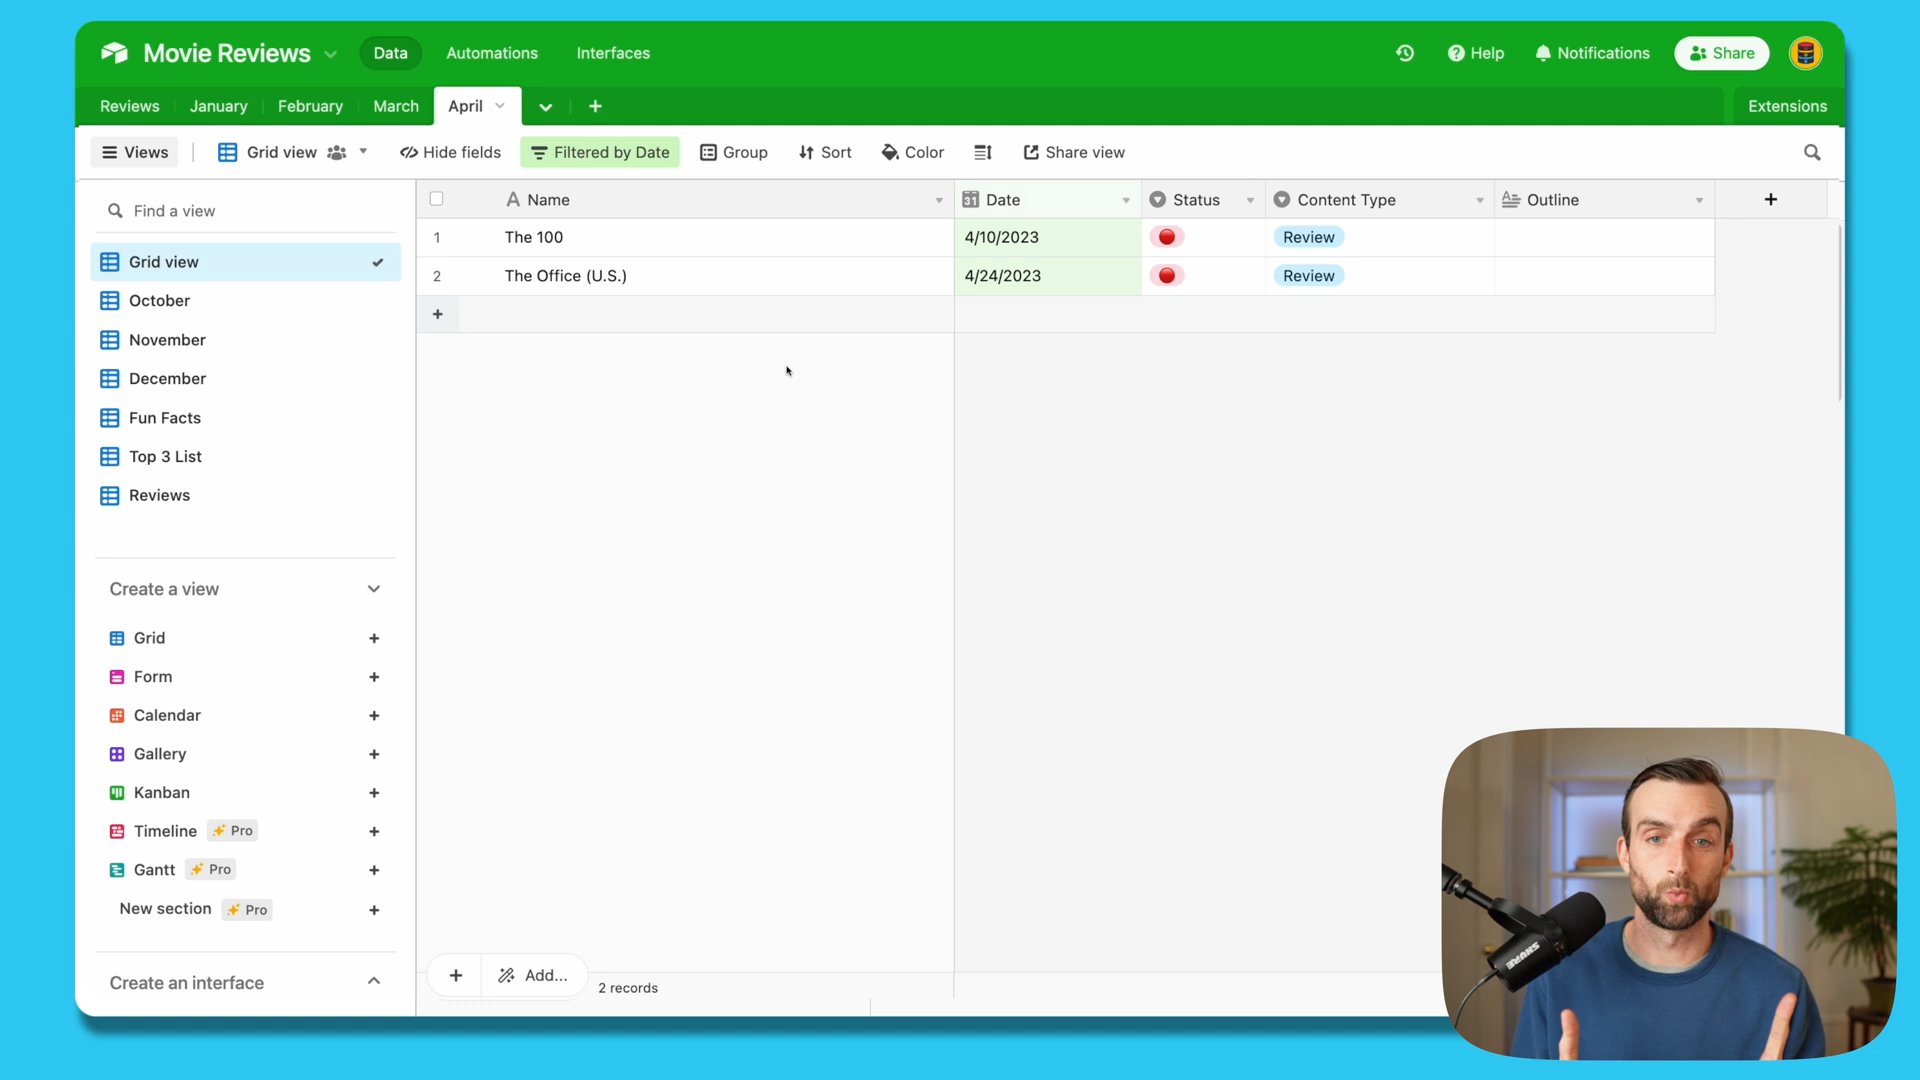 Movie Reviews
Data
Automations
Interfaces
Help
Notifications
Share
Reviews
January
February
March
April
Extensions
Views
Grid view
Hide fields
Filtered by Date
Group
Sort
Color
Share view
Find a view
Grid view
October
November
December
Fun Facts
Top 3 List
Reviews
Create a view
Grid
Form
Calendar
Gallery
Kanban
Timeline Pro
Gantt Pro
New section Pro
Create an interface
Name
31 Date
Status
Content Type
Outline
1 The 100 4/10/2023 Review
2 The Office (U.S.) 4/24/2023 Review
Add...
2 records
SHURE